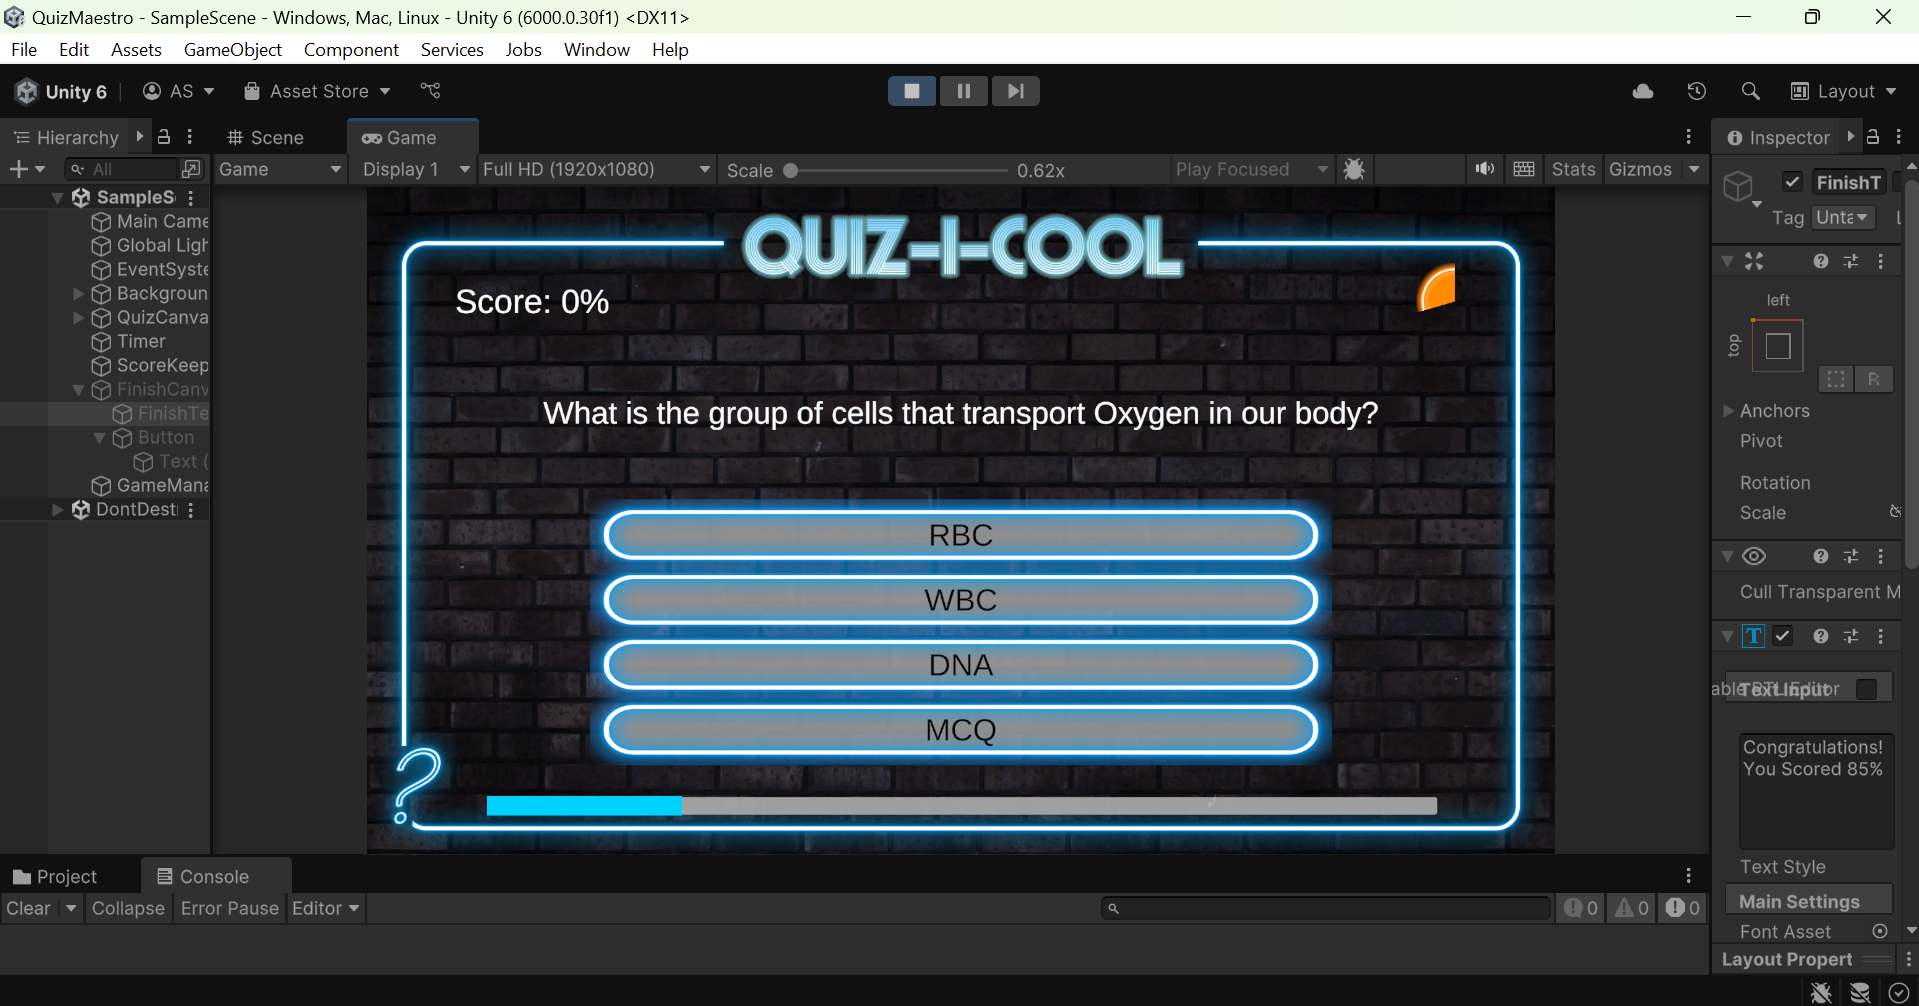 QuizMaestro - SampleScene - Windows, Mac, Linux - Unity 6 (6000.0.30f1) <DX11>
File Edit Assets GameObject Component Services Jobs Window Help
Unity 6 AS Asset Store Layout
Hierarchy Scene Game Inspector
All Game Display 1 Full HD (1920x1080) Scale 0.62x Play Focused Stats Gizmos
SampleS
Main Came
Global Ligh
EventSyste
Backgroun
QuizCanva
Timer
ScoreKeep
FinishCanv
FinishTe
Button
Text (
GameMana
DontDest
QUIZ-I-COOL
Score: 0%
What is the group of cells that transport Oxygen in our body?
RBC
WBC
DNA
MCQ
?
FinishT
Tag Unta L
left
top
R
Anchors
Pivot
Rotation
Scale
Cull Transparent M
T
Text Input
Congratulations!
You Scored 85%
Text Style
Main Settings
Font Asset
Layout Propert
Project Console
Clear Collapse Error Pause Editor 0 0 0